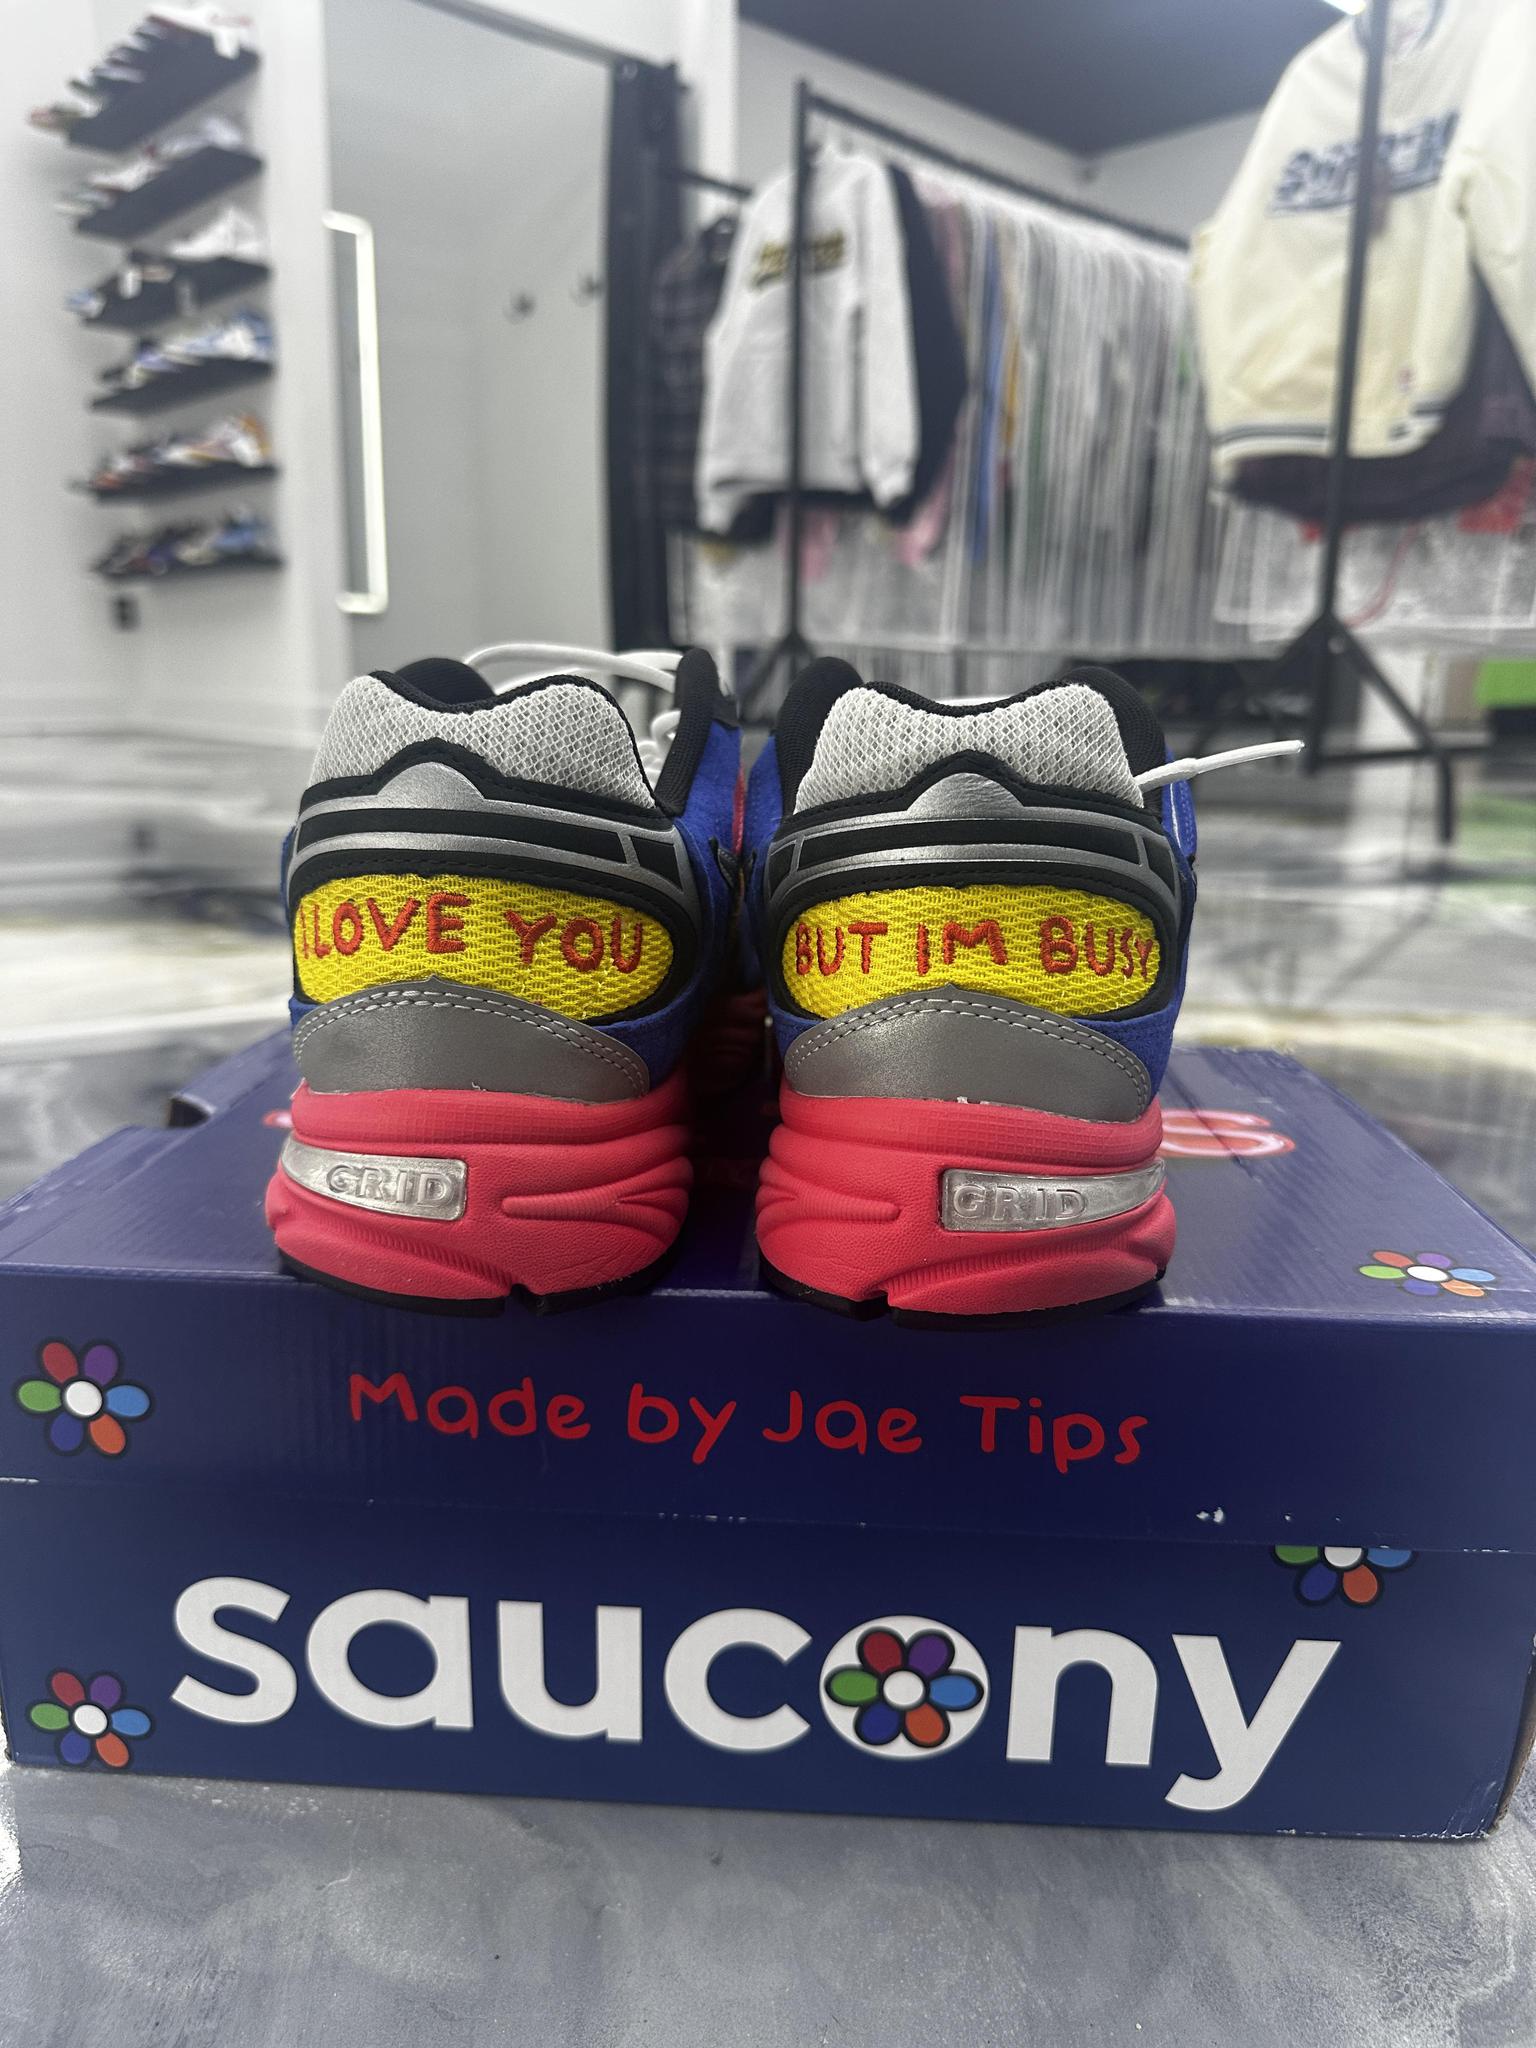 I LOVE YOU
BUT IM BUSY
GRID
GRID
Made by Jae Tips
saucony